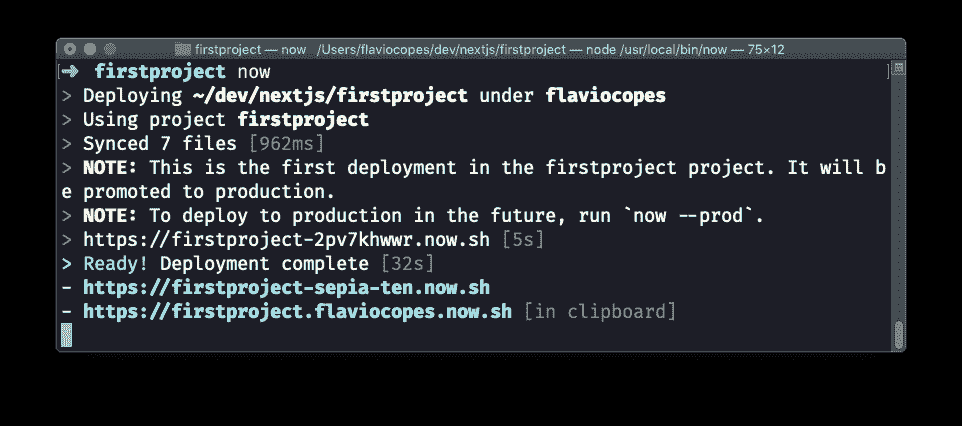 firstproject — now /Users/flaviocopes/dev/nextjs/firstproject — node /usr/local/bin/now — 75×12
[➜ firstproject now ]
> Deploying ~/dev/nextjs/firstproject under flaviocopes
> Using project firstproject
> Synced 7 files [962ms]
> NOTE: This is the first deployment in the firstproject project. It will b
e promoted to production.
> NOTE: To deploy to production in the future, run `now --prod`.
> https://firstproject-2pv7khwwr.now.sh [5s]
> Ready! Deployment complete [32s]
- https://firstproject-sepia-ten.now.sh
- https://firstproject.flaviocopes.now.sh [in clipboard]